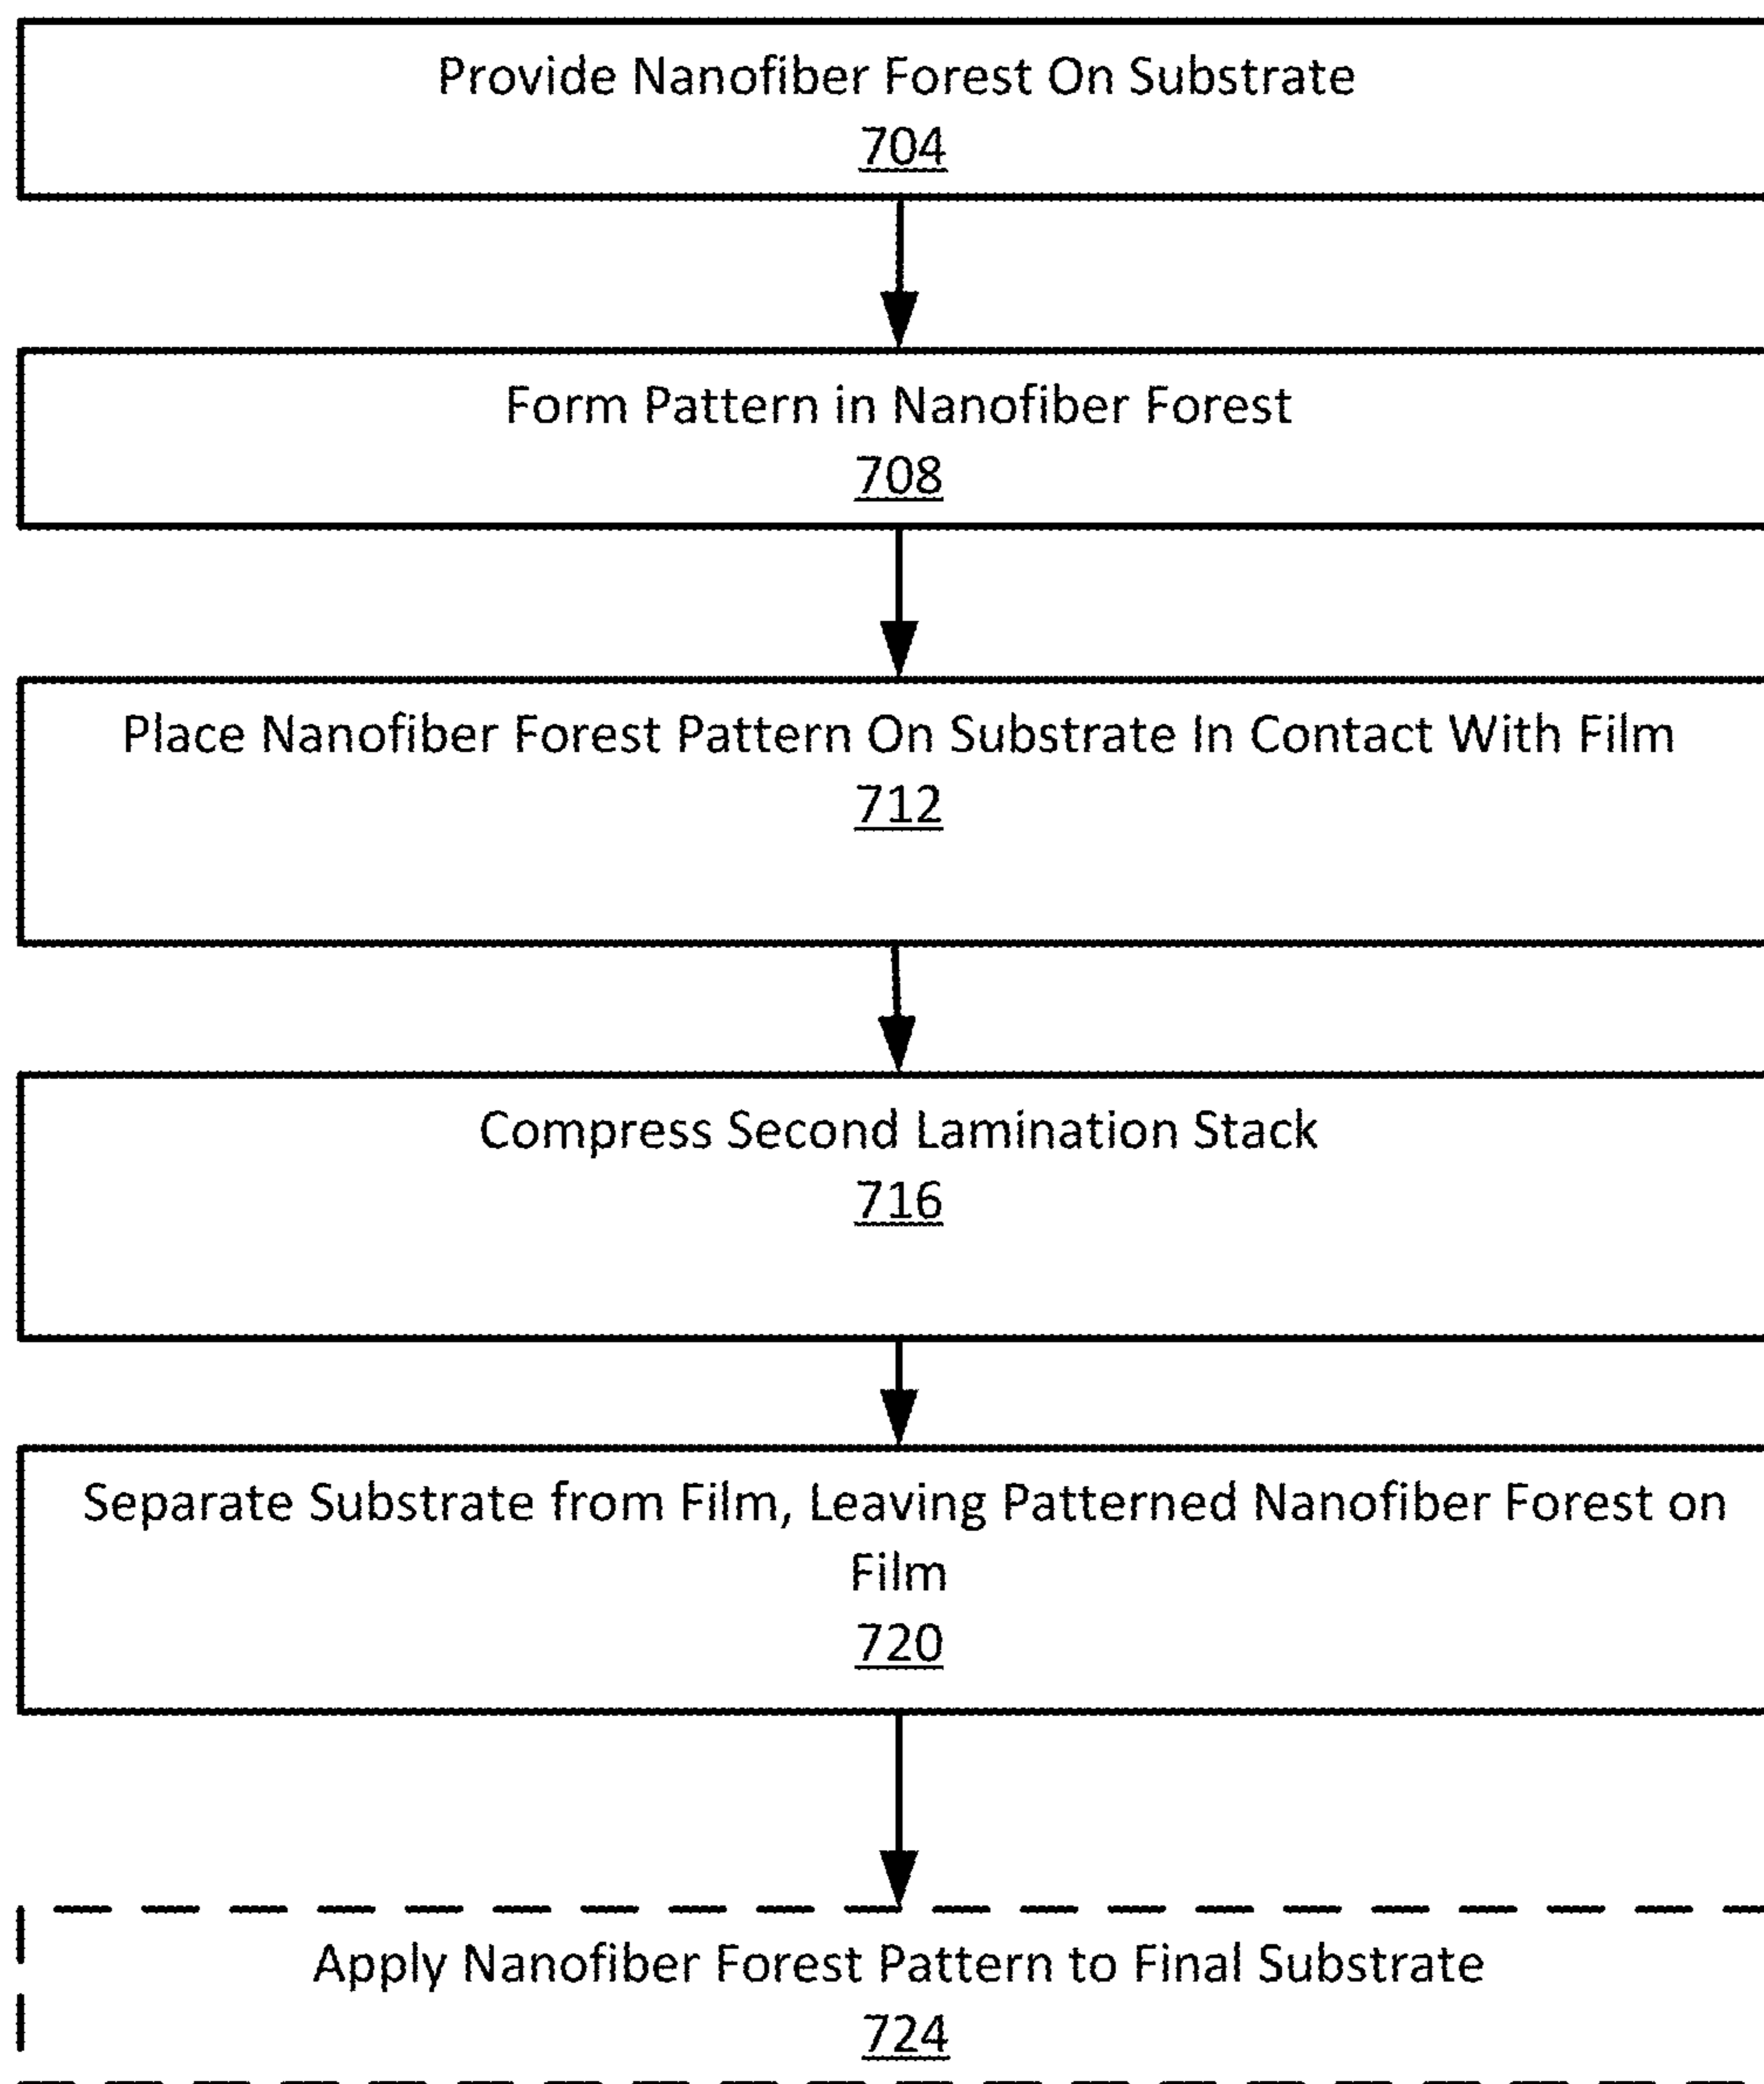 Provide Nanofiber Forest On Substrate
704
Form Pattern in Nanofiber Forest
708
Place Nanofiber Forest Pattern On Substrate In Contact With Film
712
Compress Second Lamination Stack
716
Separate Substrate from Film, Leaving Patterned Nanofiber Forest on
Film
720
Apply Nanofiber Forest Pattern to Final Substrate
724